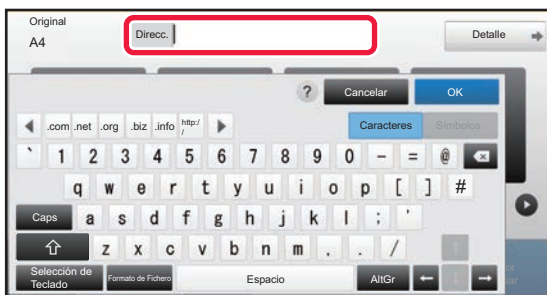 Original
A4
Direcc.
Detalle
?
Cancelar
OK
.com .net .org .biz .info http:/
/
Caracteres
Símbolos
` 1 2 3 4 5 6 7 8 9 0 - = @
q w e r t y u i o p [ ] #
Caps a s d f g h j k l ; '
z x c v b n m , . /
Selección de
Teclado
Formato de Fichero
Espacio
AltGr